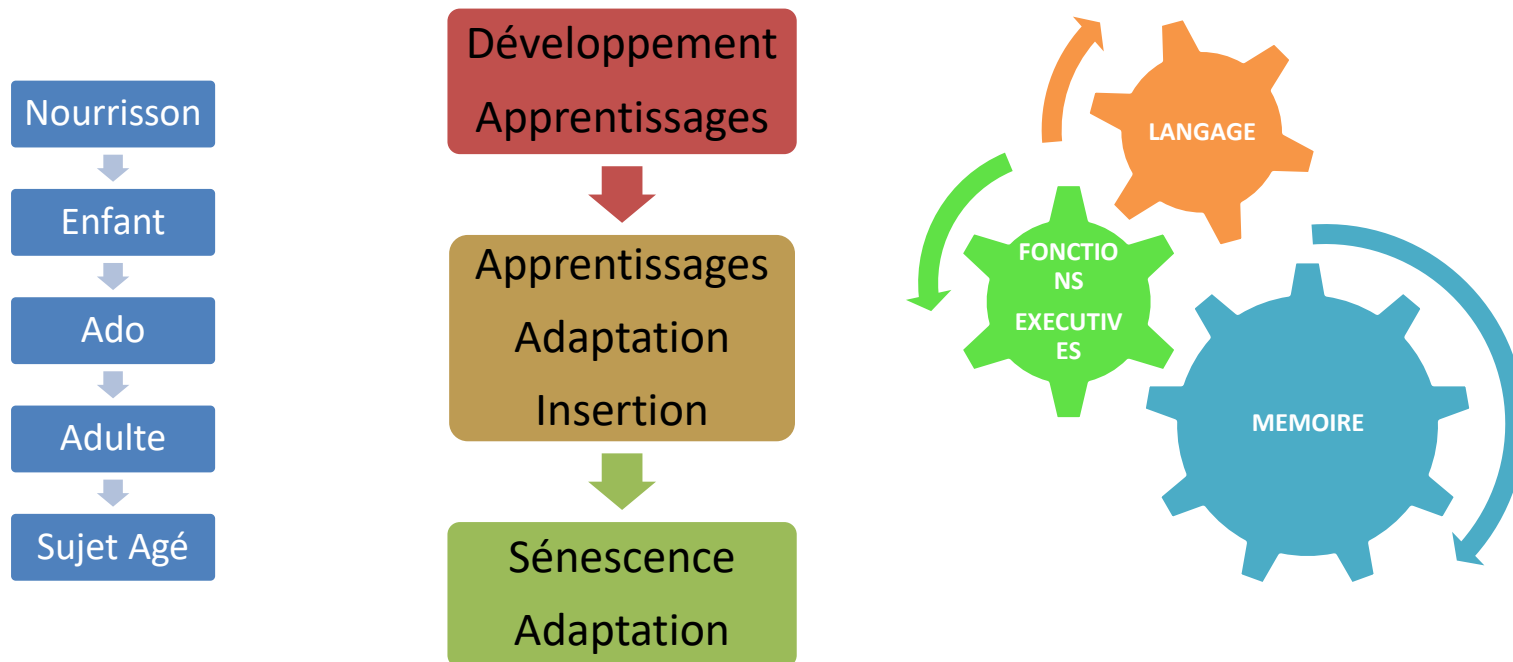 Nourrisson
Enfant
Ado
Adulte
Sujet Agé
Développement
Apprentissages
Apprentissages
Adaptation
Insertion
Sénescence
Adaptation
LANGAGE
FONCTIO
NS
EXECUTIV
ES
MEMOIRE